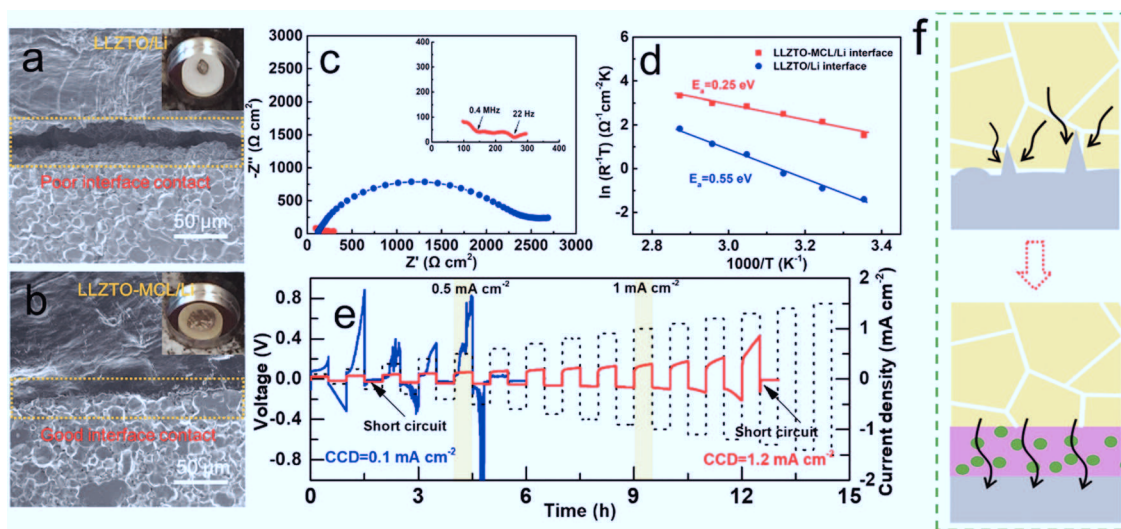 a
LLZTO/Li
Poor interface contact
50 μm
b
LLZTO-MCL/Li
Good interface contact
50 μm
c
-Z'' (Ω cm²)
3000
2500
2000
1500
1000
500
0
0 500 1000 1500 2000 2500 3000
Z' (Ω cm²)
400
300
200
100
0
0 100 200 300 400
0.4 MHz
22 Hz
d
LLZTO-MCL/Li interface
LLZTO/Li interface
ln (R⁻¹T) (Ω⁻¹cm⁻²K)
6
4
2
0
-2
Eₐ=0.25 eV
Eₐ=0.55 eV
2.8 3.0 3.2 3.4
1000/T (K⁻¹)
e
0.5 mA cm⁻²
1 mA cm⁻²
Voltage (V)
0.8
0.4
0.0
-0.4
-0.8
Short circuit
Short circuit
CCD=0.1 mA cm⁻²
CCD=1.2 mA cm⁻²
0 3 6 9 12 15
Time (h)
2
1
0
-1
-2
Current density (mA cm⁻²)
f